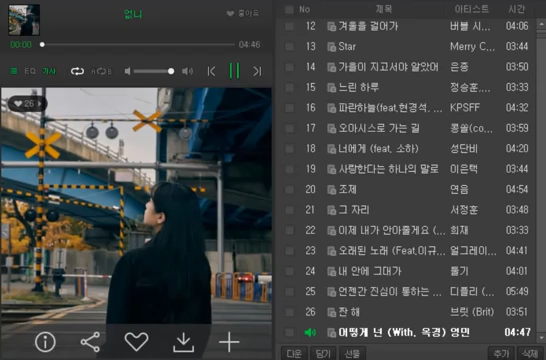 없니
좋아요
00:00
04:46
EQ 가사
26
No 제목 아티스트 시간
12 겨울을 걸어가 버블 시... 04:06
13 Star Merry C... 03:44
14 가을이 지고서야 알았어 은종 03:50
15 느린 하루 정승훈,... 03:33
16 파란하늘(feat,현경석, ... KPSFF 04:32
17 오아시스로 가는 길 콩쓸(co... 03:59
18 너에게 (feat, 소하) 성단비 04:20
19 사랑한다는 하나의 말로 이은택 03:44
20 조제 연음 04:54
21 그 자리 서정훈 03:48
22 이제 내가 안아줄게요 (... 희재 03:33
23 오래된 노래 (Feat,이규... 얼그레이... 04:41
24 내 안에 그대가 둘기 04:01
25 언젠간 진심이 통하는 ... 디플리 (... 05:49
26 잔 해 브릿 (Brit) 03:51
어떻게 넌 (With, 옥경) 영민 04:47
다운 담기 선물 추가 삭제